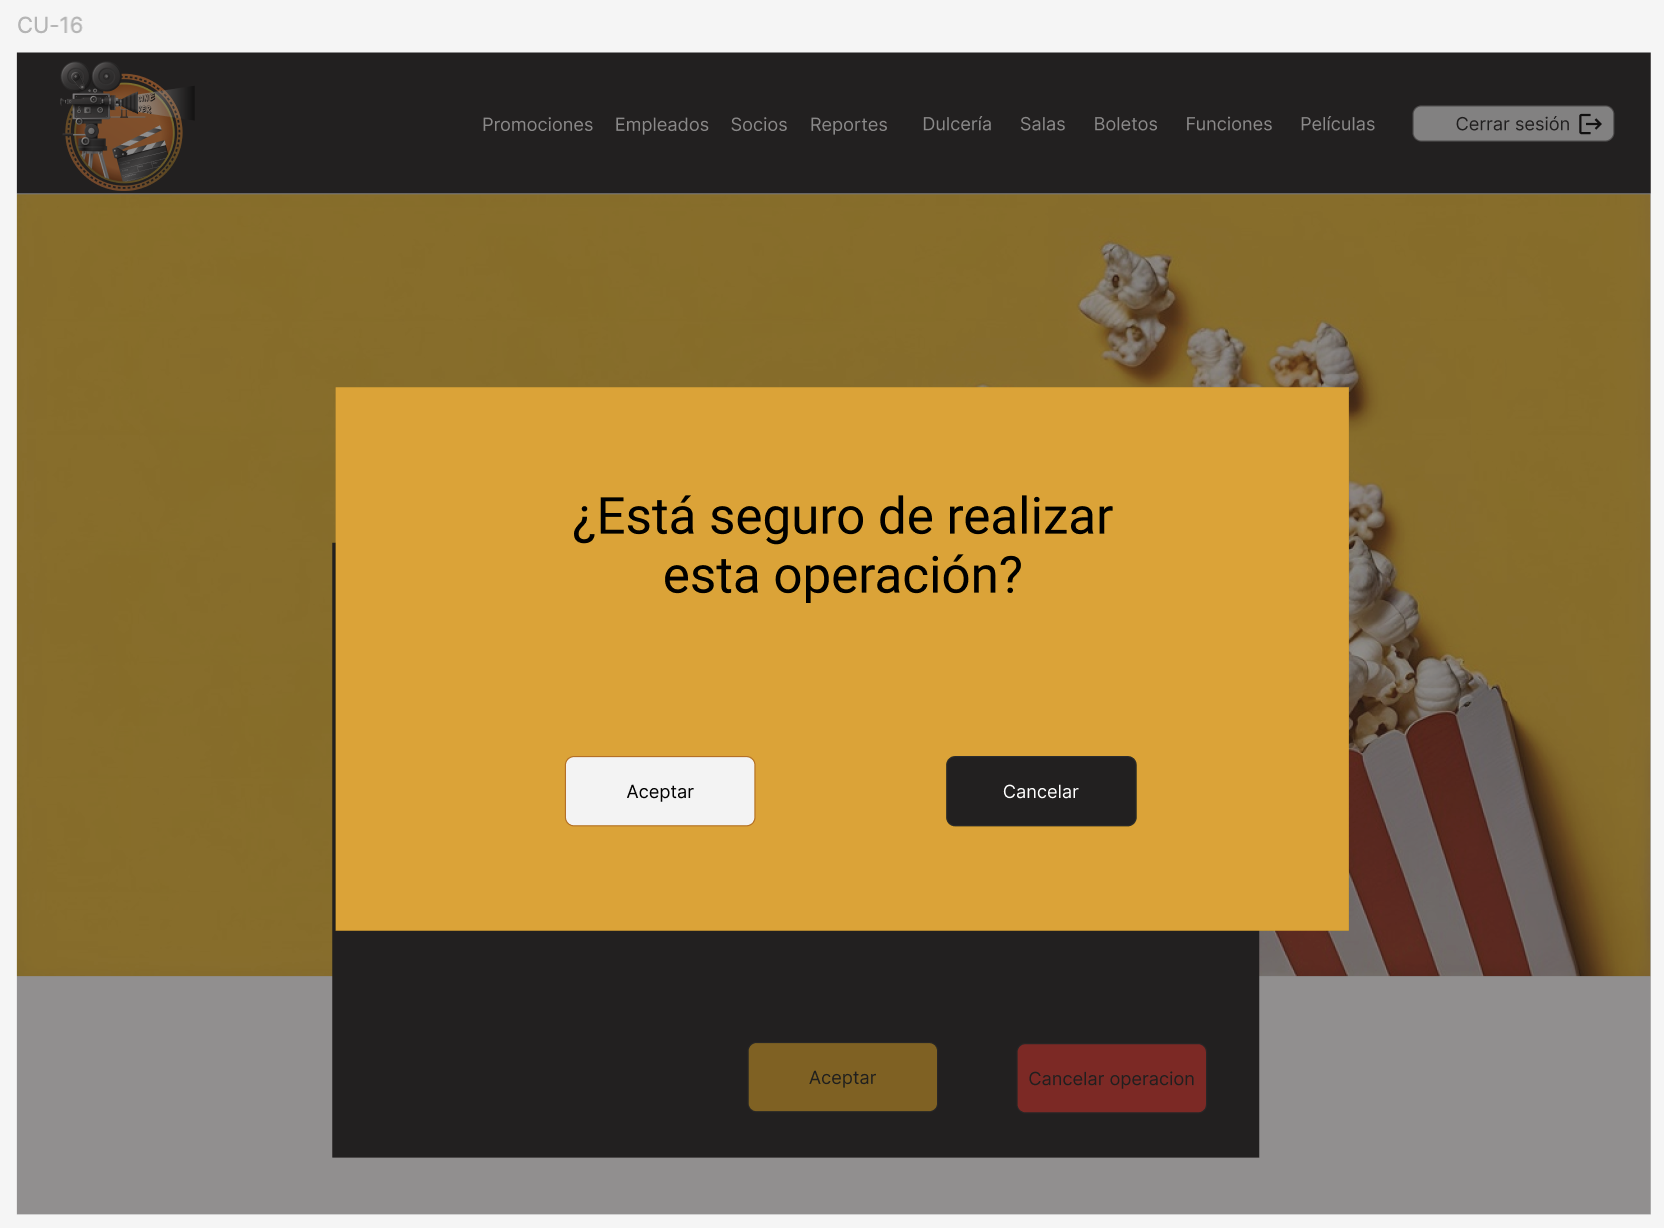 CU-16
Promociones Empleados Socios Reportes Dulcería Salas Boletos Funciones Películas Cerrar sesión
¿Está seguro de realizar
esta operación?
Aceptar Cancelar
Aceptar Cancelar operacion